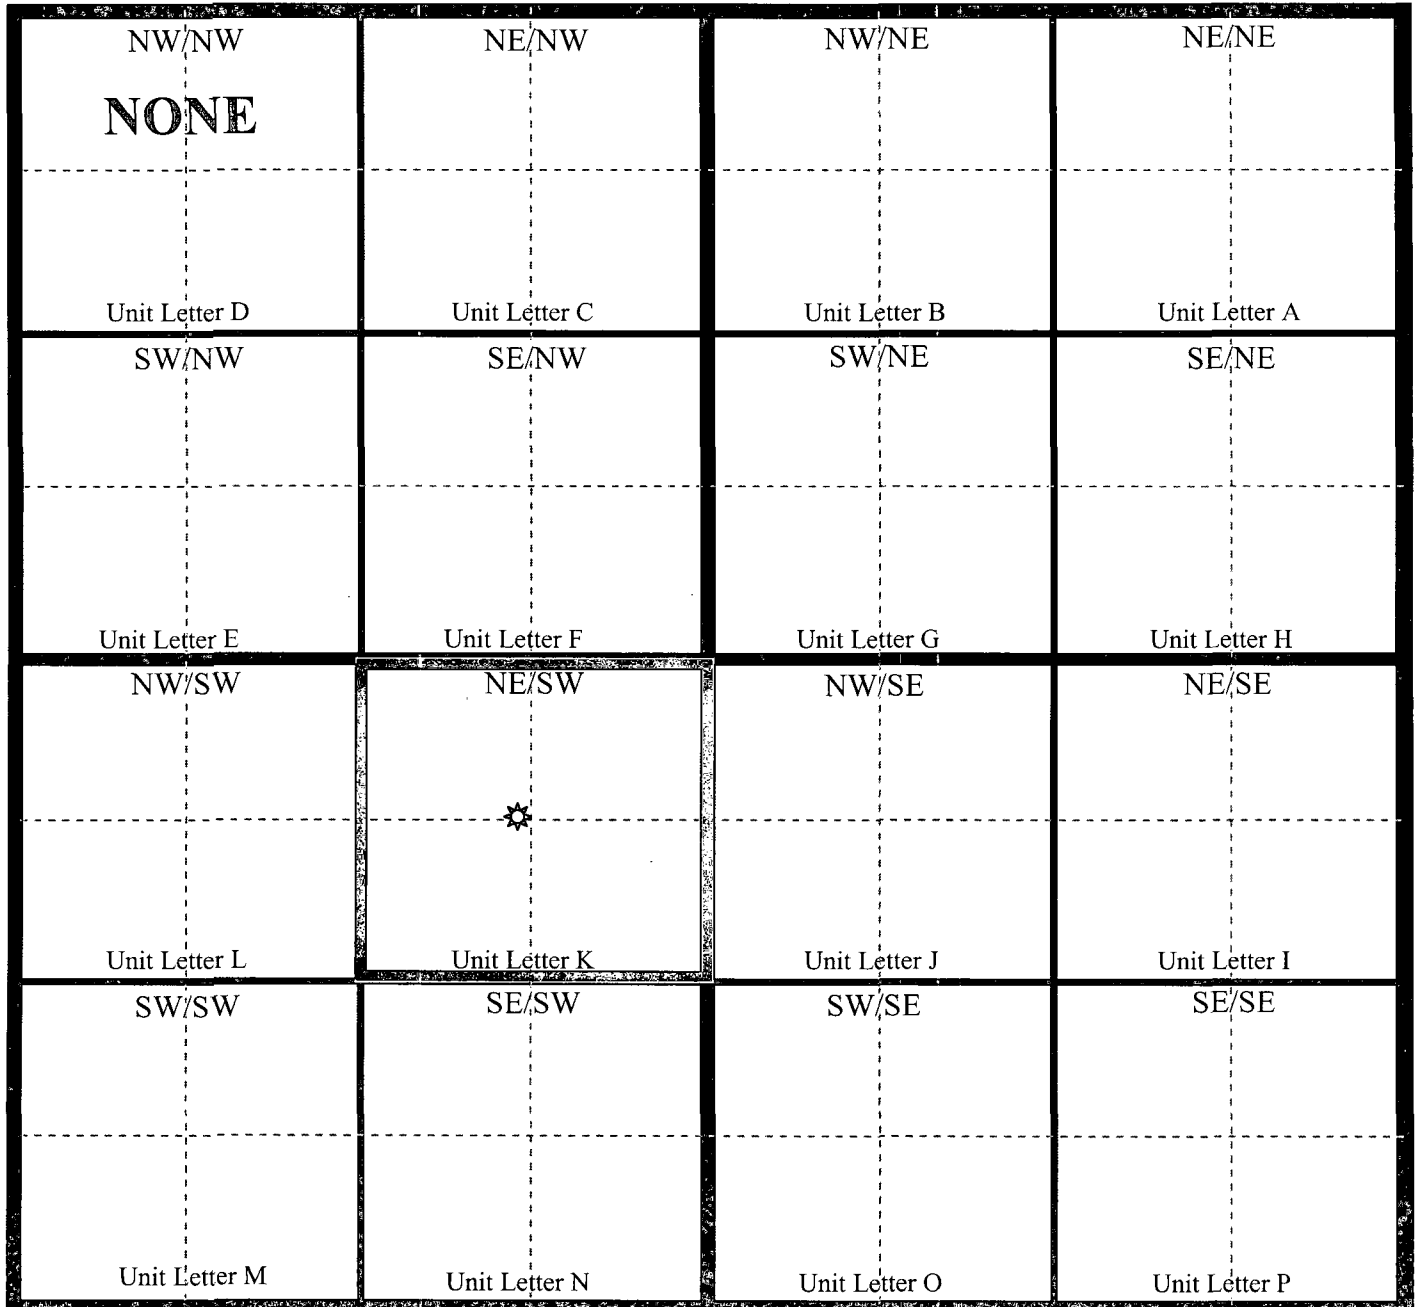 NW/NW NE/NW NW/NE NE/NE
NONE
Unit Letter D Unit Letter C Unit Letter B Unit Letter A
SW/NW SE/NW SW/NE SE/NE
Unit Letter E Unit Letter F Unit Letter G Unit Letter H
NW/SW NE/SW NW/SE NE/SE
Unit Letter L Unit Letter K Unit Letter J Unit Letter I
SW/SW SE/SW SW/SE SE/SE
Unit Letter M Unit Letter N Unit Letter O Unit Letter P